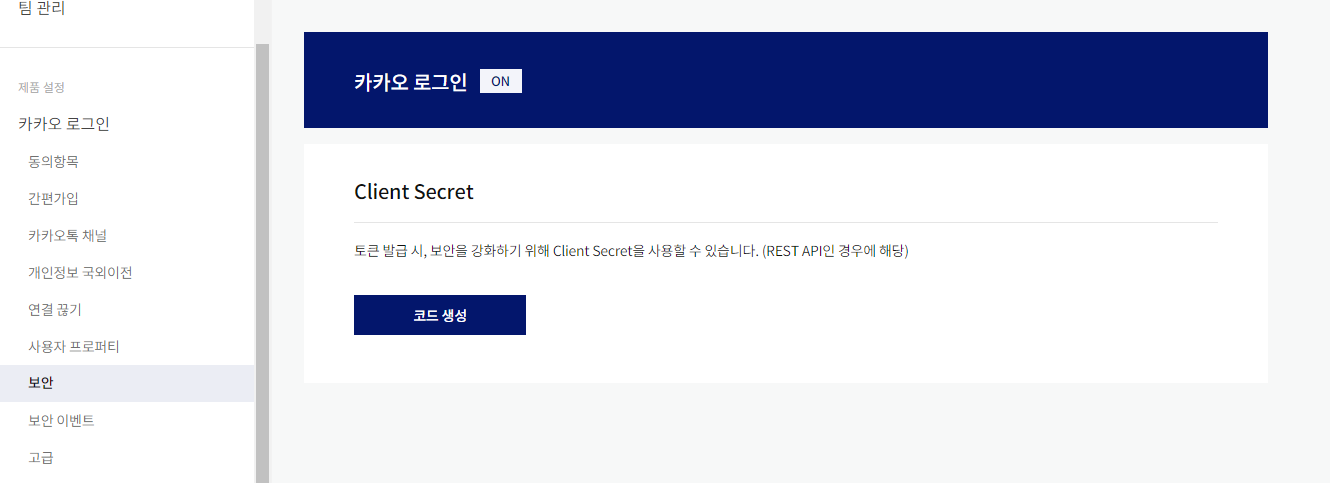 팀 관리
제품 설정
카카오 로그인
동의항목
간편가입
카카오톡 채널
개인정보 국외이전
연결 끊기
사용자 프로퍼티
보안
보안 이벤트
고급
카카오 로그인 ON
Client Secret
토큰 발급 시, 보안을 강화하기 위해 Client Secret을 사용할 수 있습니다. (REST API인 경우에 해당)
코드 생성